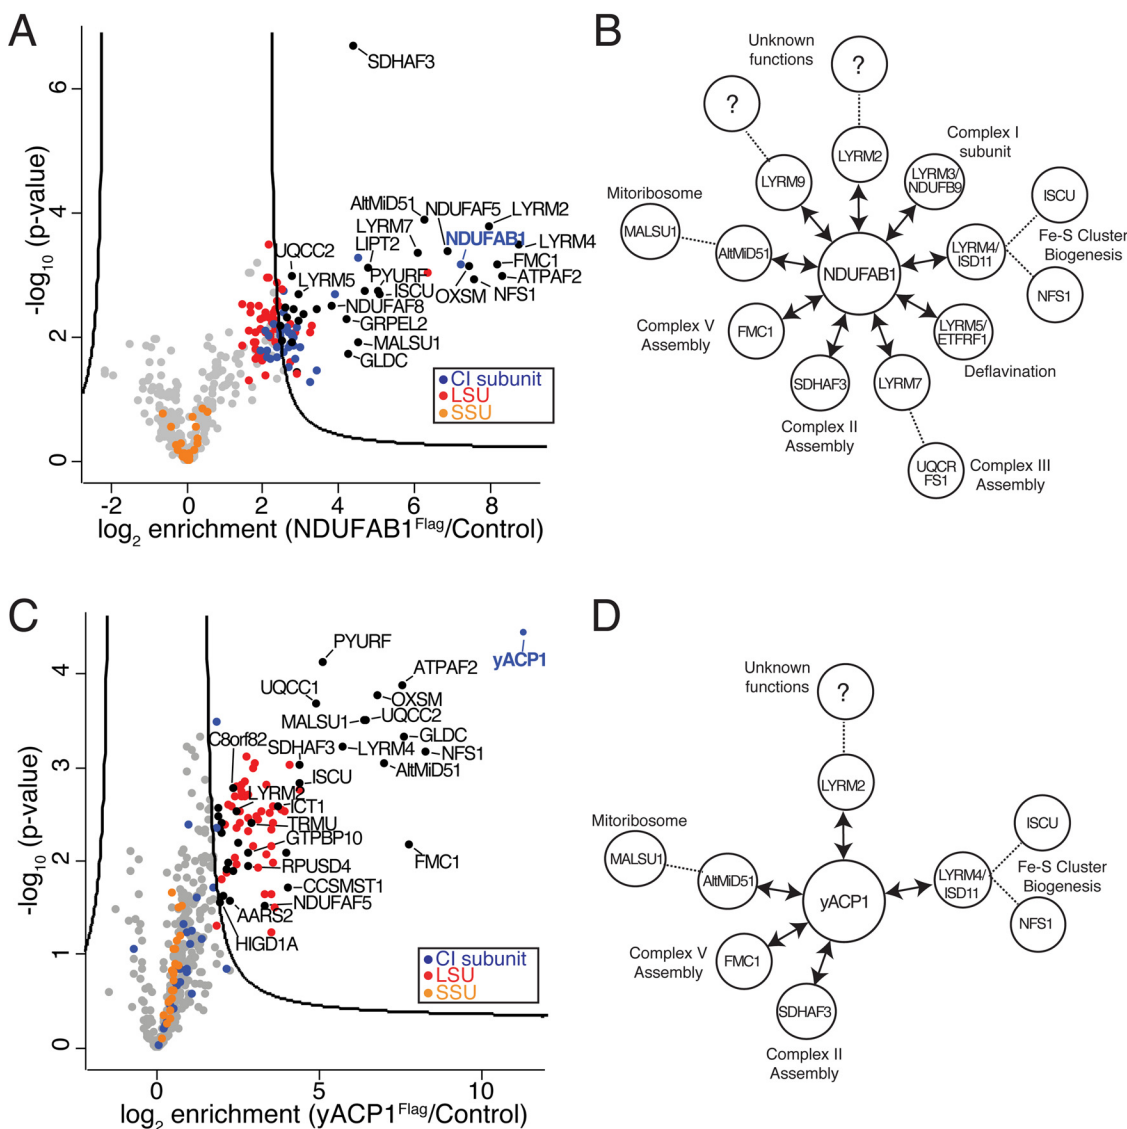 A
-log10 (p-value)
6
4
2
0
-2
0
2
4
6
8
log2 enrichment (NDUFAB1Flag/Control)
SDHAF3
AltMiD51
NDUFAF5
LYRM2
LYRM7
NDUFAB1
LYRM4
UQCC2
LIPT2
FMC1
LYRM5
PYURF
ATPAF2
ISCU
OXSM
NFS1
NDUFAF8
GRPEL2
MALSU1
GLDC
CI subunit
LSU
SSU
B
Unknown
functions
?
?
LYRM2
Complex I
subunit
LYRM9
LYRM3/
NDUFB9
Mitoribosome
ISCU
MALSU1
AltMiD51
LYRM4/
ISD11
Fe-S Cluster
Biogenesis
NDUFAB1
NFS1
Complex V
Assembly
FMC1
LYRM5/
ETFRF1
Deflavination
SDHAF3
LYRM7
Complex II
Assembly
UQCR
FS1
Complex III
Assembly
C
-log10 (p-value)
4
3
2
1
0
0
5
10
log2 enrichment (yACP1Flag/Control)
PYURF
yACP1
ATPAF2
UQCC1
OXSM
MALSU1
UQCC2
C8orf82
GLDC
SDHAF3
LYRM4
NFS1
AltMiD51
ISCU
LYRM2
ICT1
TRMU
GTPBP10
FMC1
RPUSD4
CCSMST1
NDUFAF5
AARS2
HIGD1A
CI subunit
LSU
SSU
D
Unknown
functions
?
LYRM2
Mitoribosome
ISCU
MALSU1
AltMiD51
LYRM4/
ISD11
Fe-S Cluster
Biogenesis
yACP1
NFS1
Complex V
Assembly
FMC1
SDHAF3
Complex II
Assembly